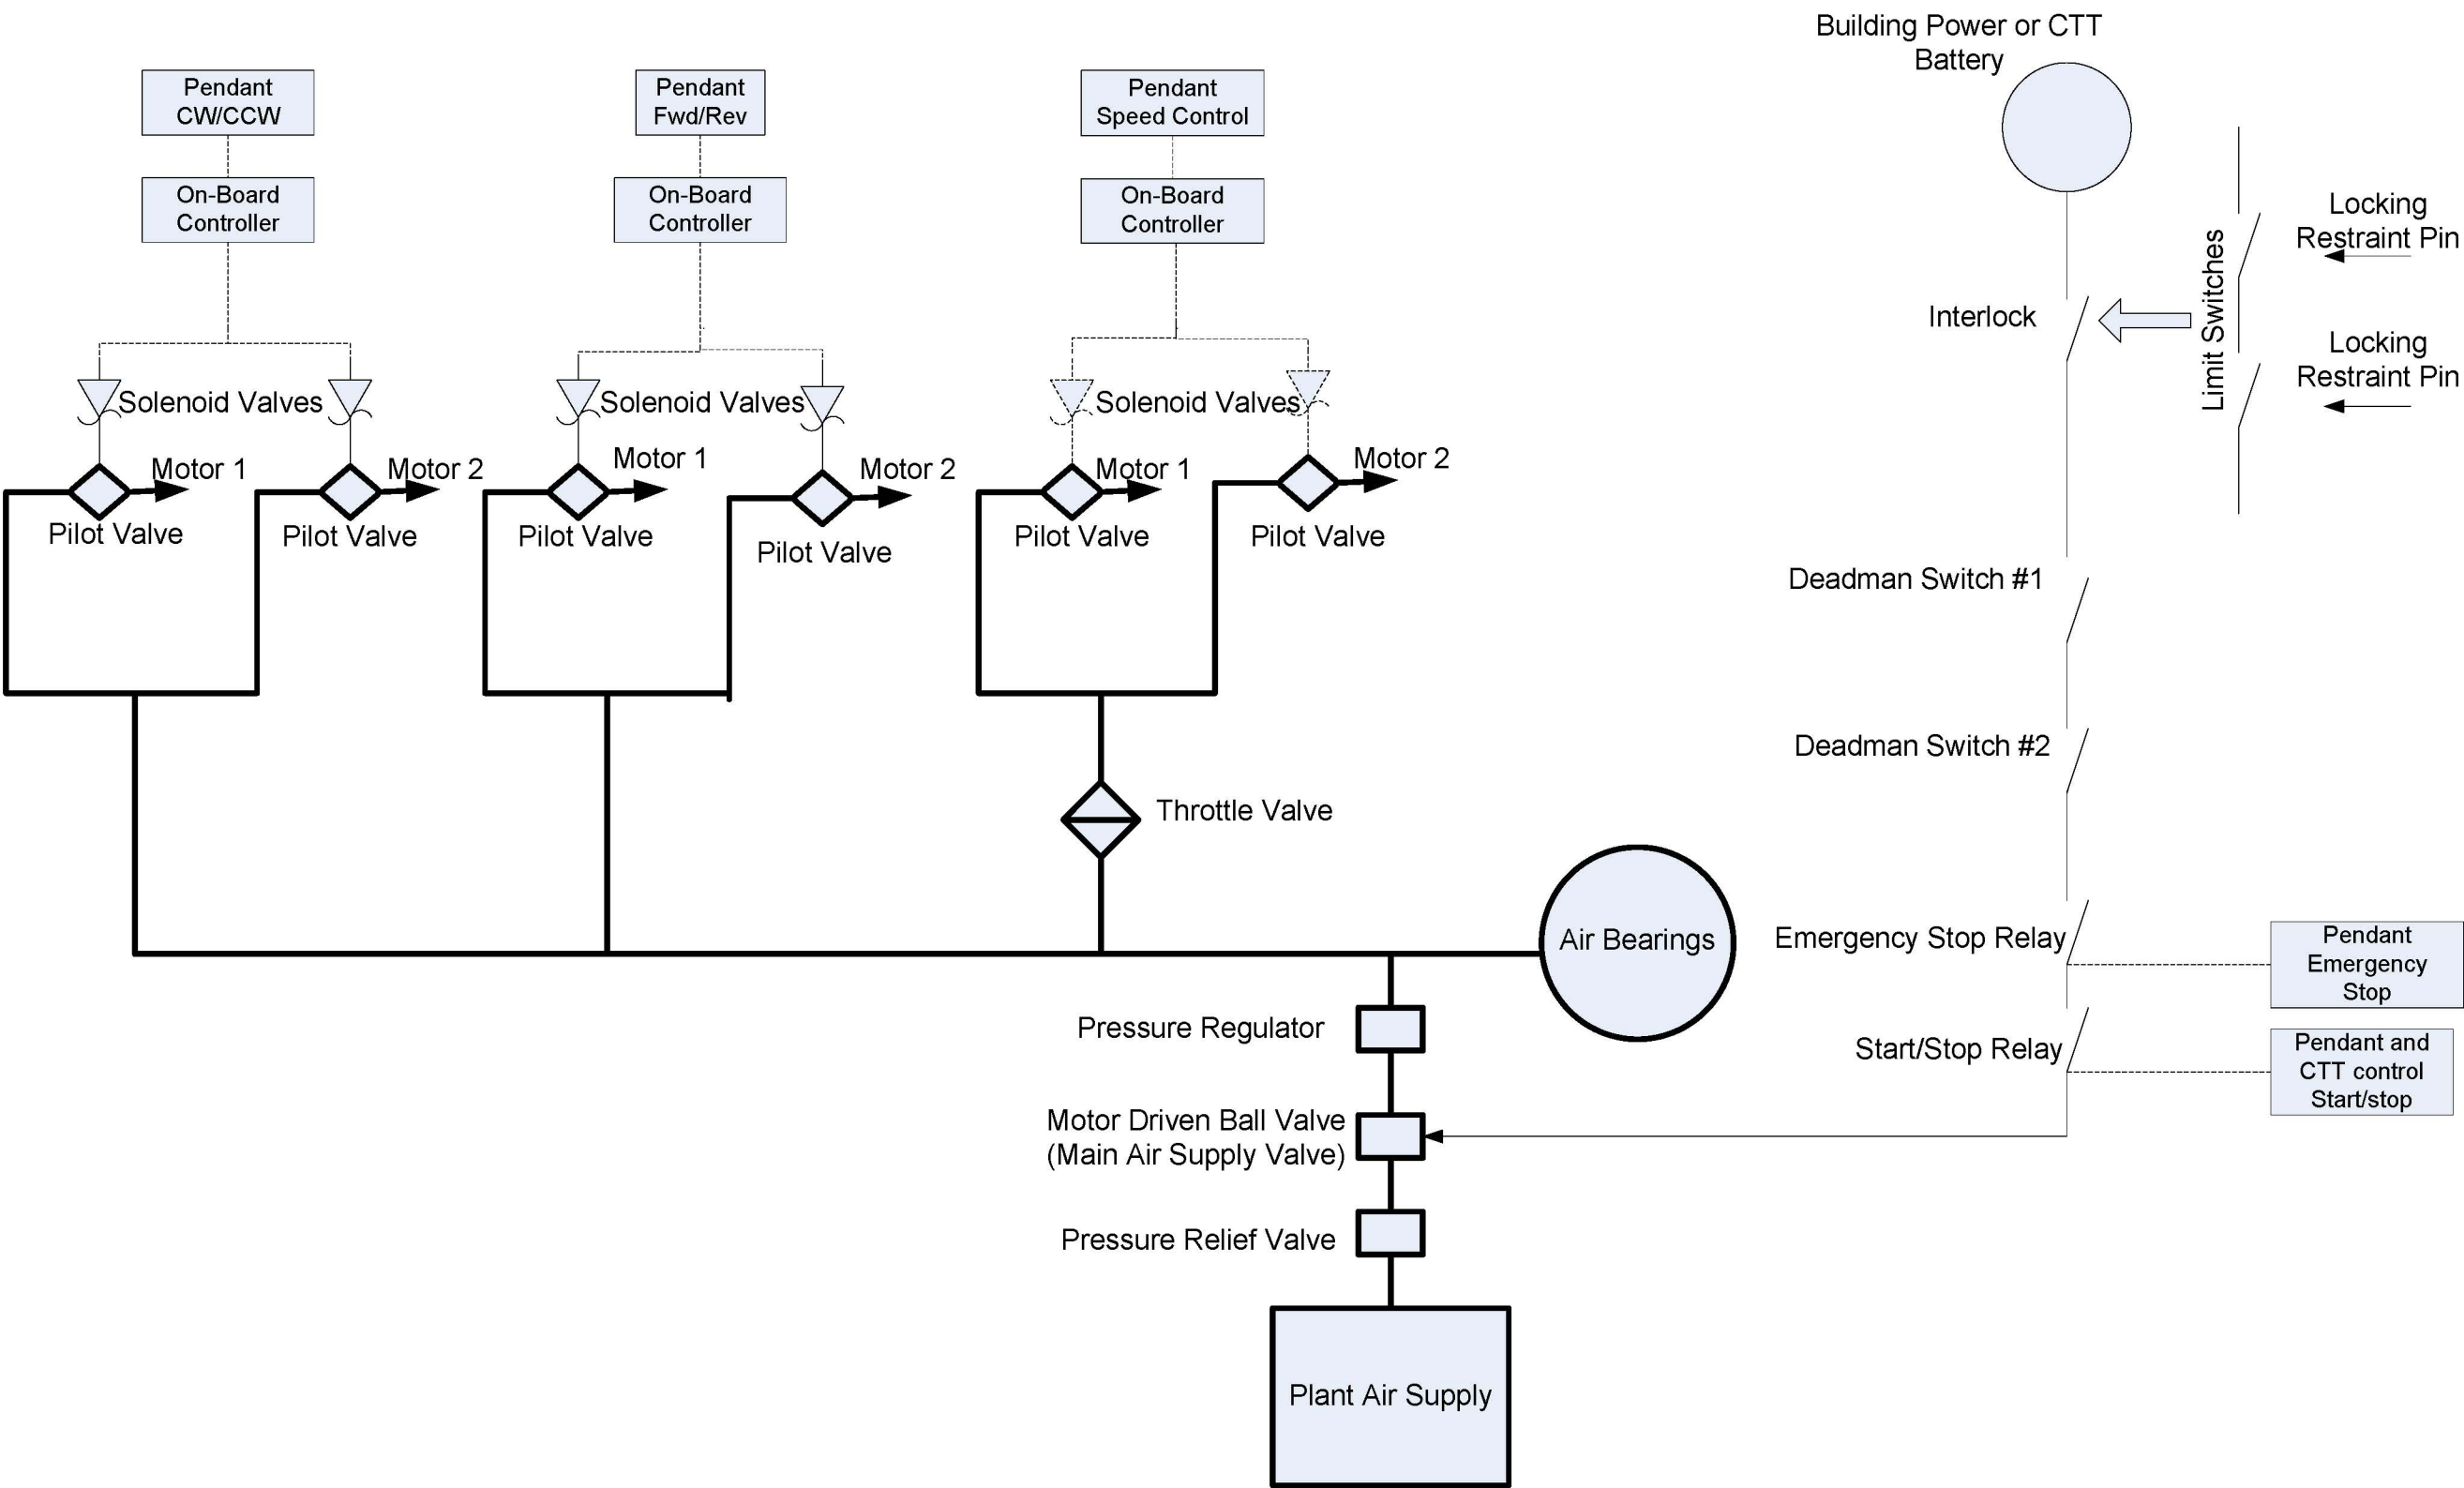 Building Power or CTT
Battery
Pendant
CW/CCW
Pendant
Fwd/Rev
Pendant
Speed Control
On-Board
Controller
On-Board
Controller
On-Board
Controller
Locking
Restraint Pin
Limit Switches
Interlock
Locking
Restraint Pin
Solenoid Valves
Solenoid Valves
Solenoid Valves
Motor 1
Motor 2
Motor 1
Motor 2
Motor 1
Motor 2
Pilot Valve
Pilot Valve
Pilot Valve
Pilot Valve
Pilot Valve
Pilot Valve
Deadman Switch #1
Deadman Switch #2
Throttle Valve
Air Bearings
Emergency Stop Relay
Pendant
Emergency
Stop
Pressure Regulator
Start/Stop Relay
Pendant and
CTT control
Start/stop
Motor Driven Ball Valve
(Main Air Supply Valve)
Pressure Relief Valve
Plant Air Supply